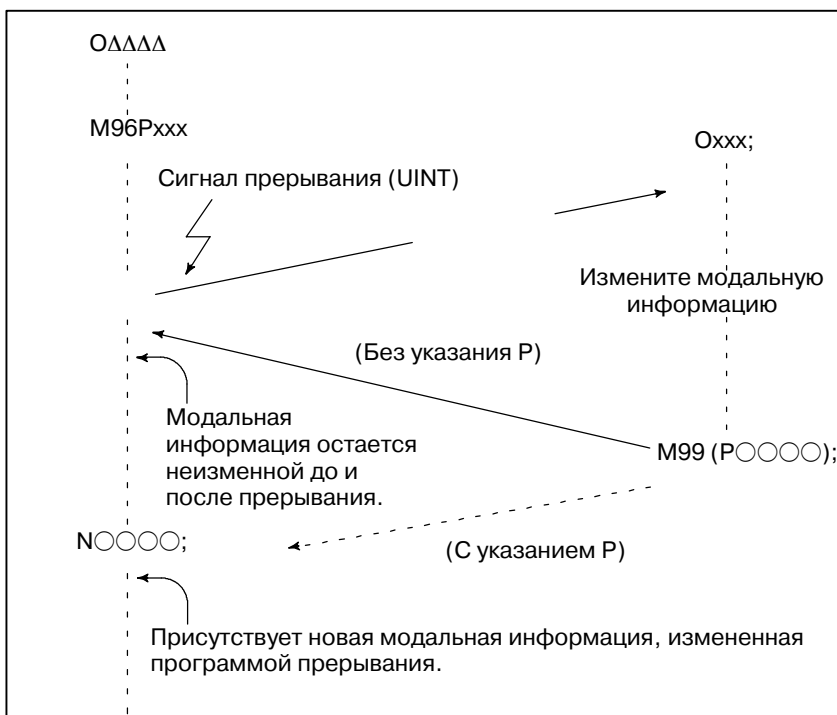 OΔΔΔΔ
M96Pxxx
Oxxx;
Сигнал прерывания (UINT)
Измените модальную
информацию
(Без указания P)
Модальная
информация остается
неизменной до и
после прерывания.
M99 (P○○○○);
N○○○○;
(С указанием P)
Присутствует новая модальная информация, измененная
программой прерывания.